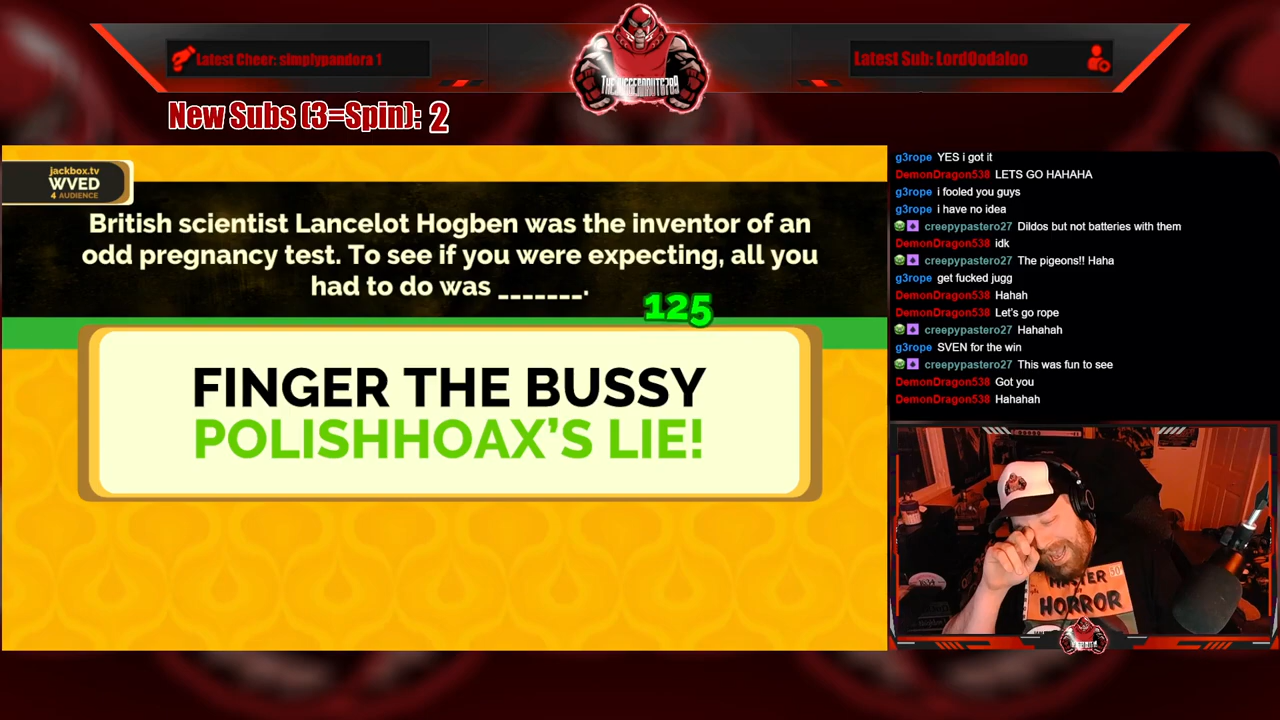 Latest Cheer: simplypandora 1
Latest Sub: LordOodaloo
New Subs (3=Spin): 2
jackbox.tv
WVED
4 AUDIENCE
British scientist Lancelot Hogben was the inventor of an
odd pregnancy test. To see if you were expecting, all you
had to do was _______.
125
FINGER THE BUSSY
POLISHHOAX'S LIE!
g3rope YES i got it
DemonDragon538 LETS GO HAHAHA
g3rope i fooled you guys
g3rope i have no idea
creepypastero27 Dildos but not batteries with them
DemonDragon538 idk
creepypastero27 The pigeons!! Haha
g3rope get fucked jugg
DemonDragon538 Hahah
DemonDragon538 Let's go rope
creepypastero27 Hahahah
g3rope SVEN for the win
creepypastero27 This was fun to see
DemonDragon538 Got you
DemonDragon538 Hahahah
MASTER
HORROR